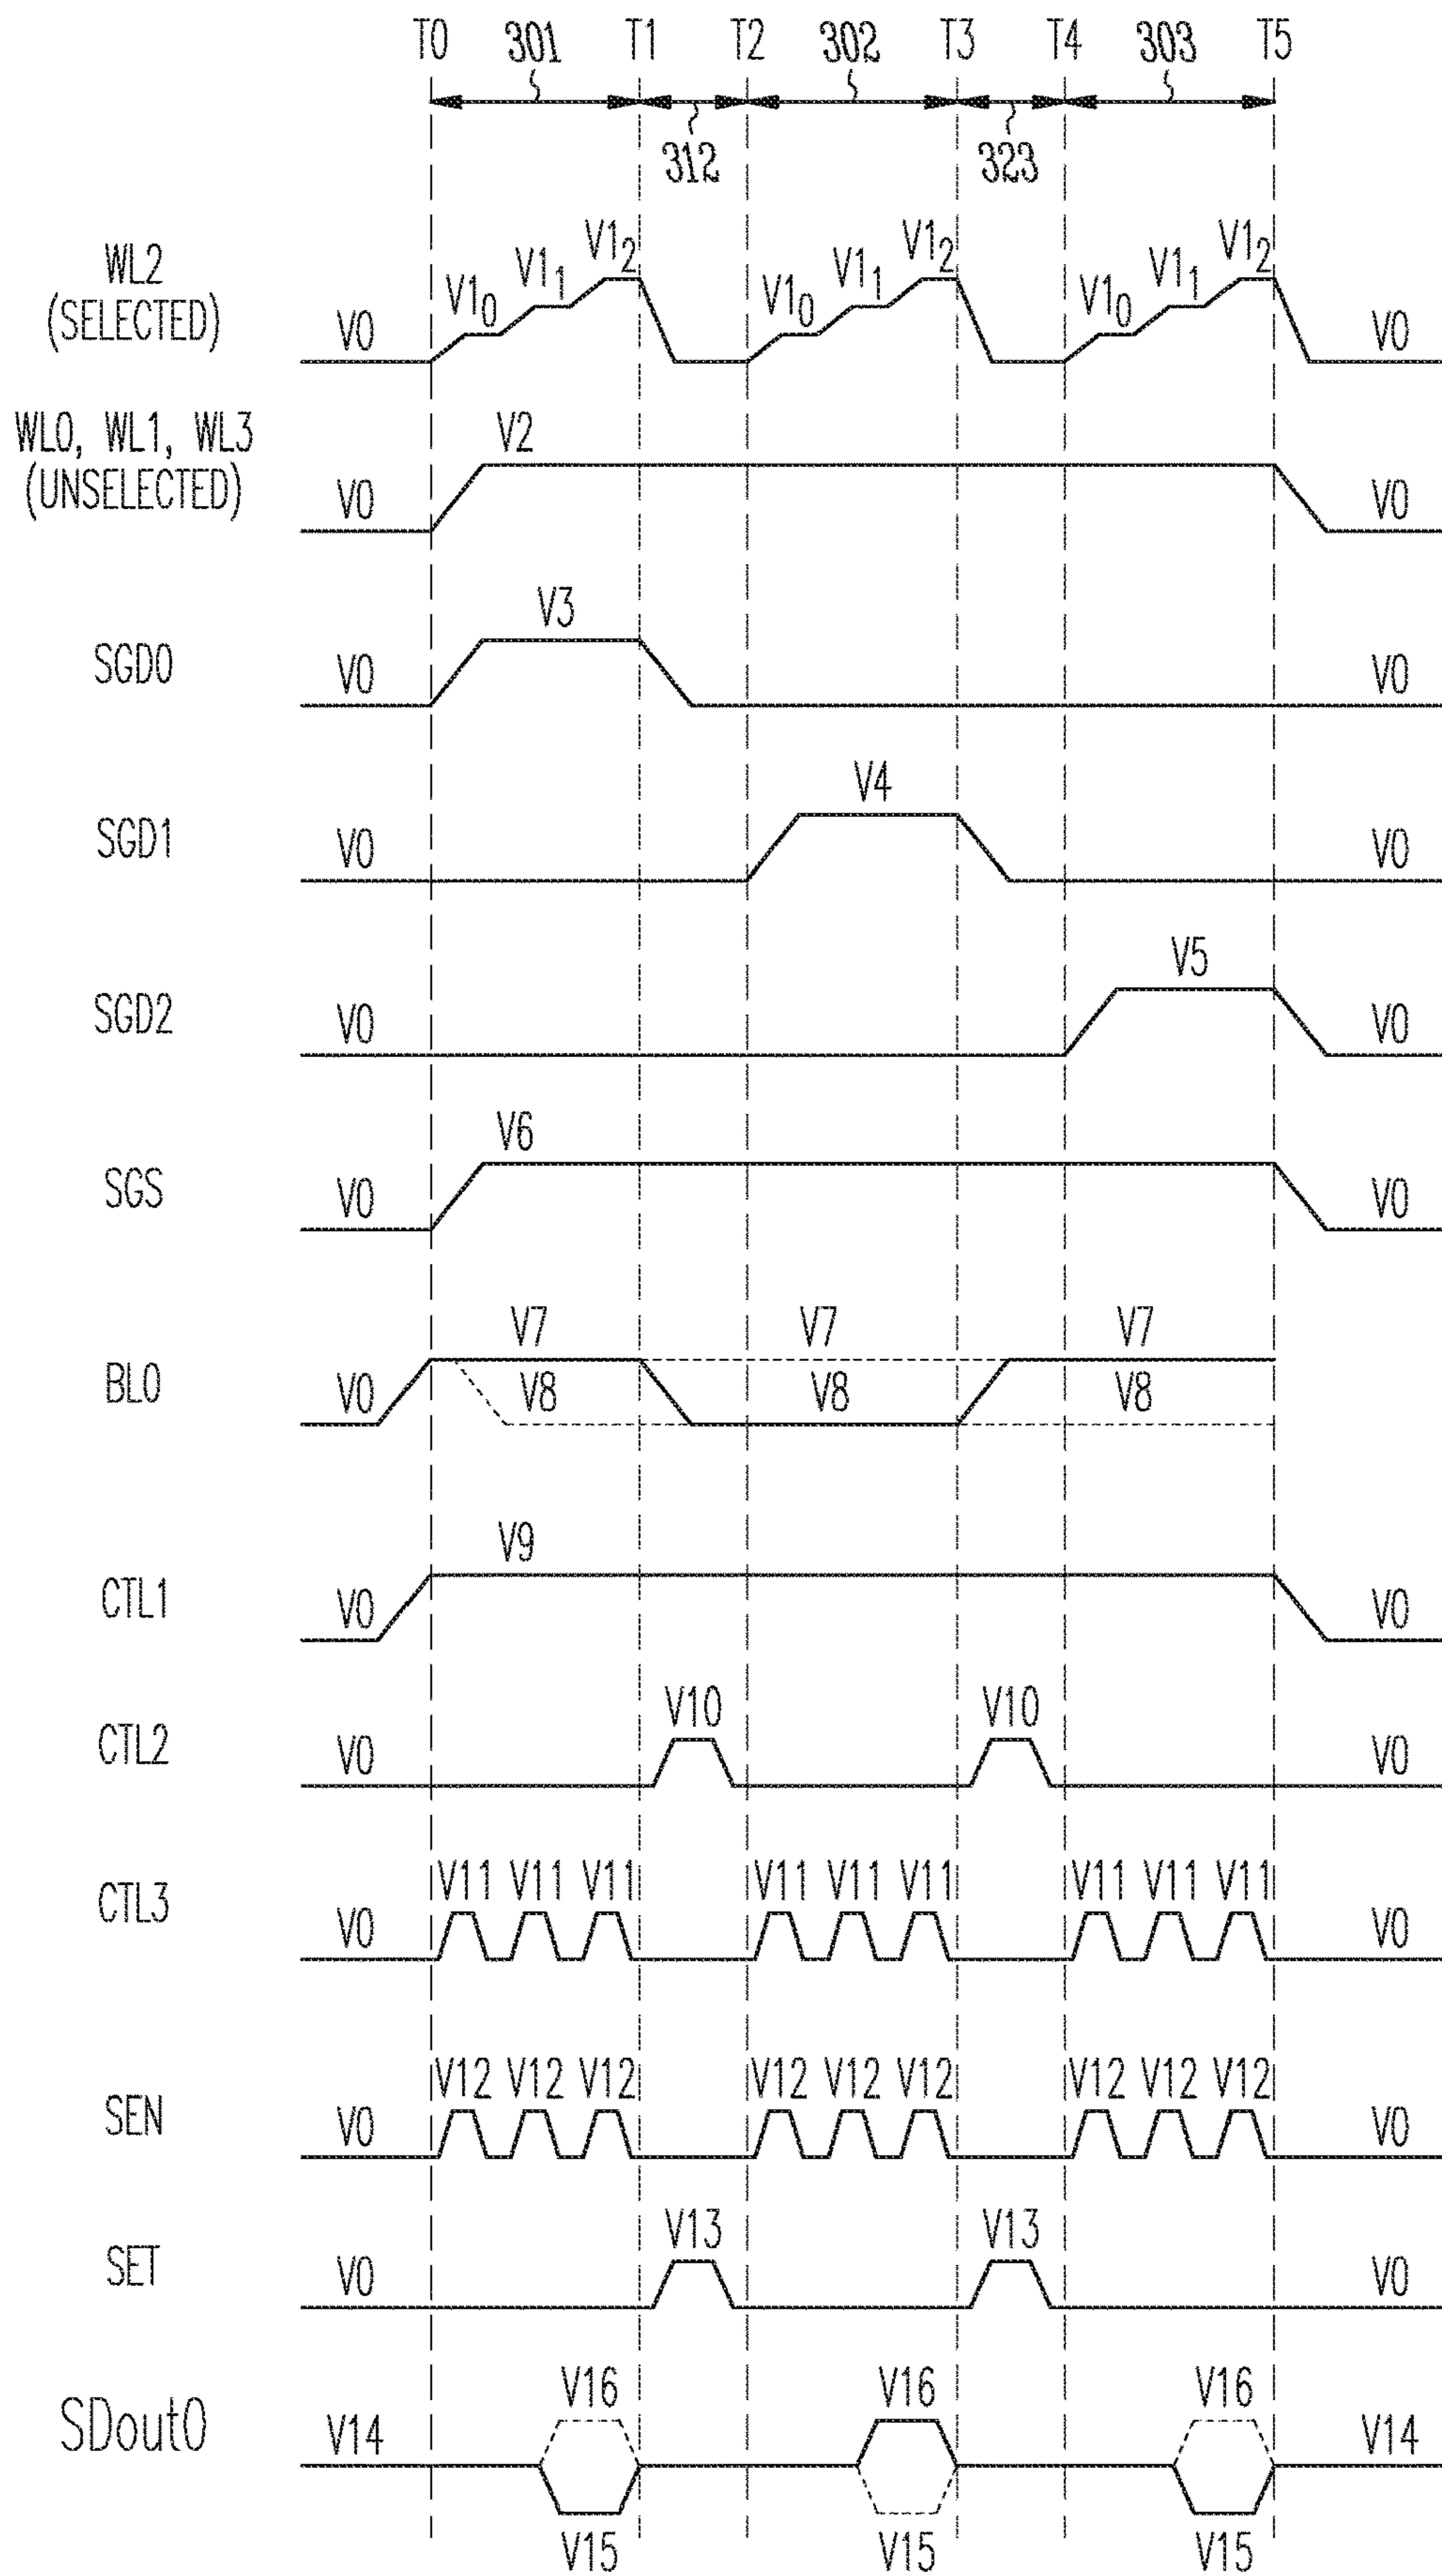 T0 301 T1 T2 302 T3 T4 303 T5
312 323
WL2
(SELECTED)
V0 V1₀ V1₁ V1₂ V1₀ V1₁ V1₂ V1₀ V1₁ V1₂ V0
WL0, WL1, WL3
(UNSELECTED)
V0 V2 V0
SGD0 V0 V3 V0
SGD1 V0 V4 V0
SGD2 V0 V5 V0
SGS V0 V6 V0
V7 V7 V7
BL0 V0 V8 V8 V8
CTL1 V0 V9 V0
CTL2 V0 V10 V10 V0
CTL3 V0 V11 V11 V11 V11 V11 V11 V11 V11 V11 V0
SEN V0 V12 V12 V12 V12 V12 V12 V12 V12 V12 V0
SET V0 V13 V13 V0
V16 V16 V16
SDout0 V14 V14
V15 V15 V15